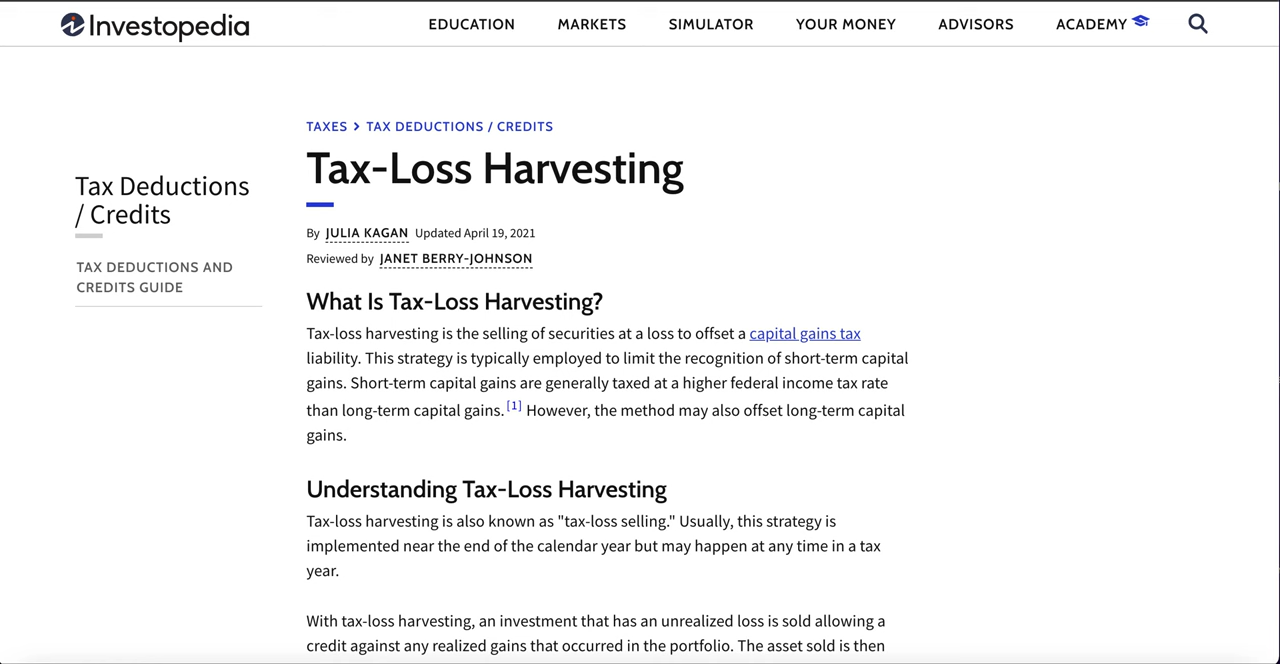 Investopedia
EDUCATION MARKETS SIMULATOR YOUR MONEY ADVISORS ACADEMY
TAXES > TAX DEDUCTIONS / CREDITS
Tax-Loss Harvesting
Tax Deductions
/ Credits
TAX DEDUCTIONS AND
CREDITS GUIDE
By JULIA KAGAN Updated April 19, 2021
Reviewed by JANET BERRY-JOHNSON
What Is Tax-Loss Harvesting?
Tax-loss harvesting is the selling of securities at a loss to offset a capital gains tax
liability. This strategy is typically employed to limit the recognition of short-term capital
gains. Short-term capital gains are generally taxed at a higher federal income tax rate
than long-term capital gains. [1] However, the method may also offset long-term capital
gains.
Understanding Tax-Loss Harvesting
Tax-loss harvesting is also known as "tax-loss selling." Usually, this strategy is
implemented near the end of the calendar year but may happen at any time in a tax
year.
With tax-loss harvesting, an investment that has an unrealized loss is sold allowing a
credit against any realized gains that occurred in the portfolio. The asset sold is then